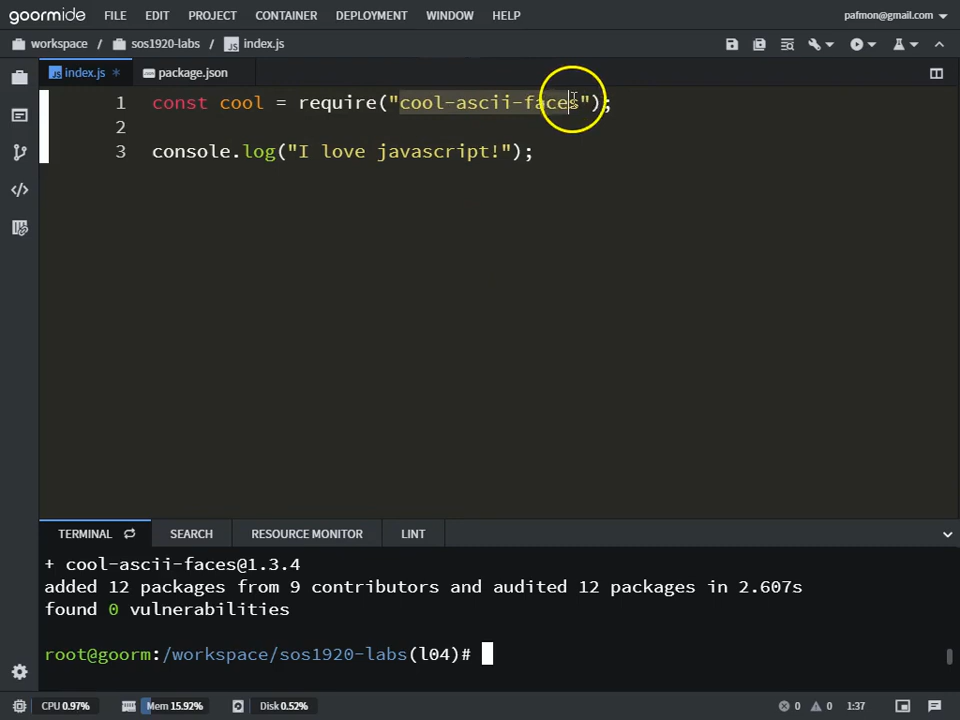 goormide FILE EDIT PROJECT CONTAINER DEPLOYMENT WINDOW HELP pafmon@gmail.com
workspace / sos1920-labs / JS index.js
JS index.js * package.json
1 const cool = require("cool-ascii-faces");
2
3 console.log("I love javascript!");
TERMINAL SEARCH RESOURCE MONITOR LINT
+ cool-ascii-faces@1.3.4
added 12 packages from 9 contributors and audited 12 packages in 2.607s
found 0 vulnerabilities
root@goorm:/workspace/sos1920-labs(l04)#
CPU 0.97% Mem 15.92% Disk 0.52% 0 0 1:37